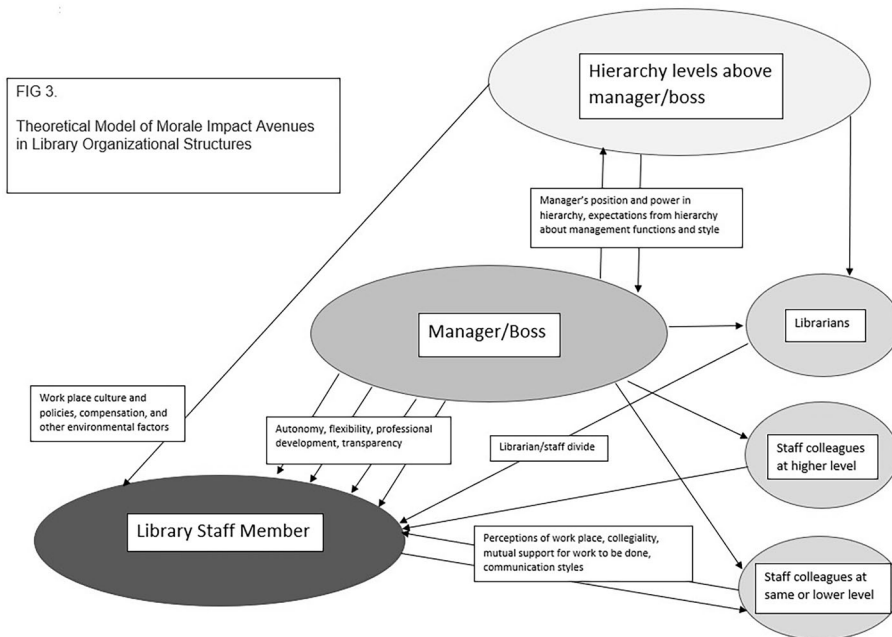 FIG 3.
Theoretical Model of Morale Impact Avenues
in Library Organizational Structures
Hierarchy levels above
manager/boss
Manager's position and power in
hierarchy, expectations from hierarchy
about management functions and style
Manager/Boss
Librarians
Work place culture and
policies, compensation, and
other environmental factors
Autonomy, flexibility, professional
development, transparency
Librarian/staff divide
Staff colleagues
at higher level
Library Staff Member
Perceptions of work place, collegiality,
mutual support for work to be done,
communication styles
Staff colleagues at
same or lower level